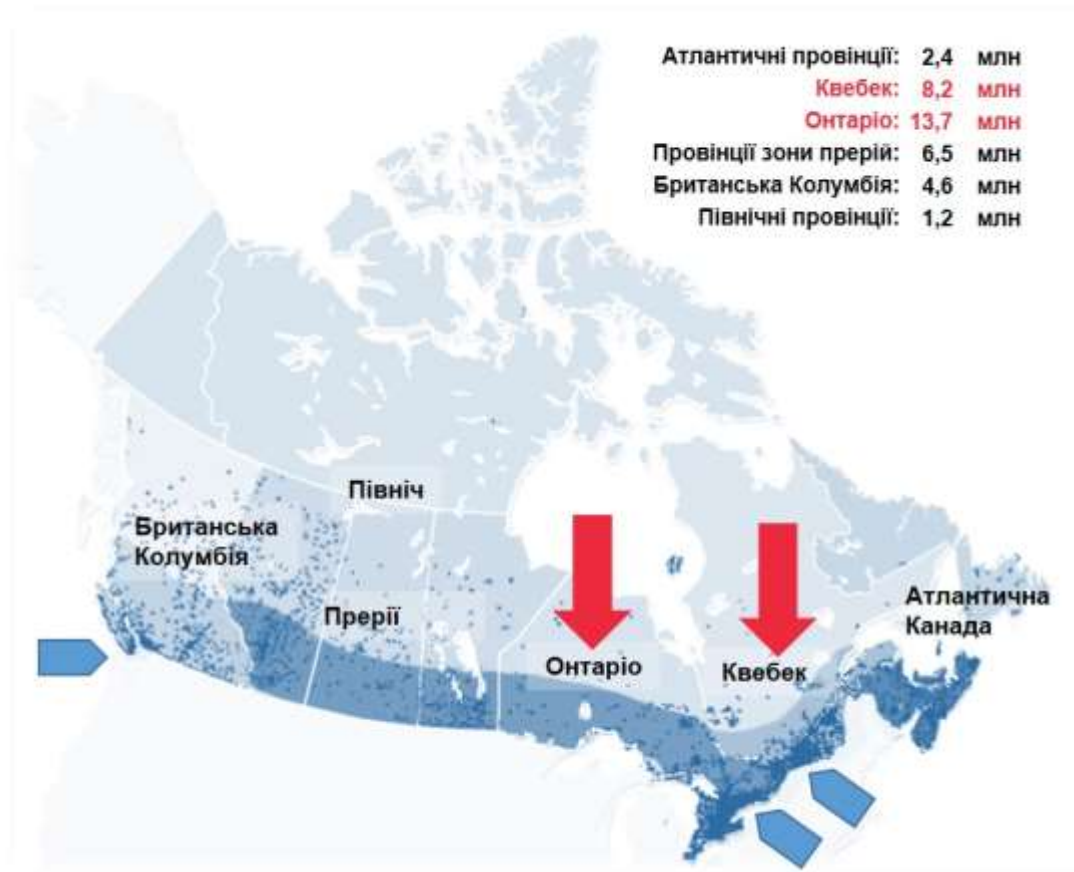 Атлантичні провінції: 2,4 млн
Квебек: 8,2 млн
Онтаріо: 13,7 млн
Провінції зони прерій: 6,5 млн
Британська Колумбія: 4,6 млн
Північні провінції: 1,2 млн
Північ
Британська
Колумбія
Прерії
Атлантична
Канада
Онтаріо
Квебек